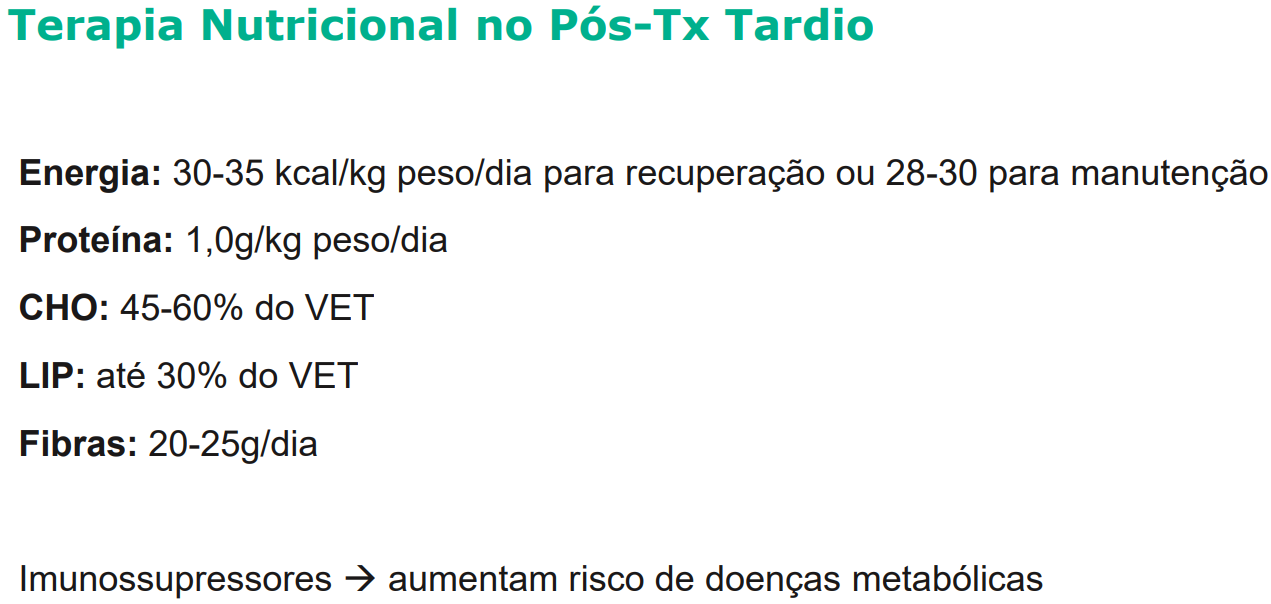 Terapia Nutricional no Pós-Tx Tardio
Energia: 30-35 kcal/kg peso/dia para recuperação ou 28-30 para manutenção
Proteína: 1,0g/kg peso/dia
CHO: 45-60% do VET
LIP: até 30% do VET
Fibras: 20-25g/dia
Imunossupressores → aumentam risco de doenças metabólicas